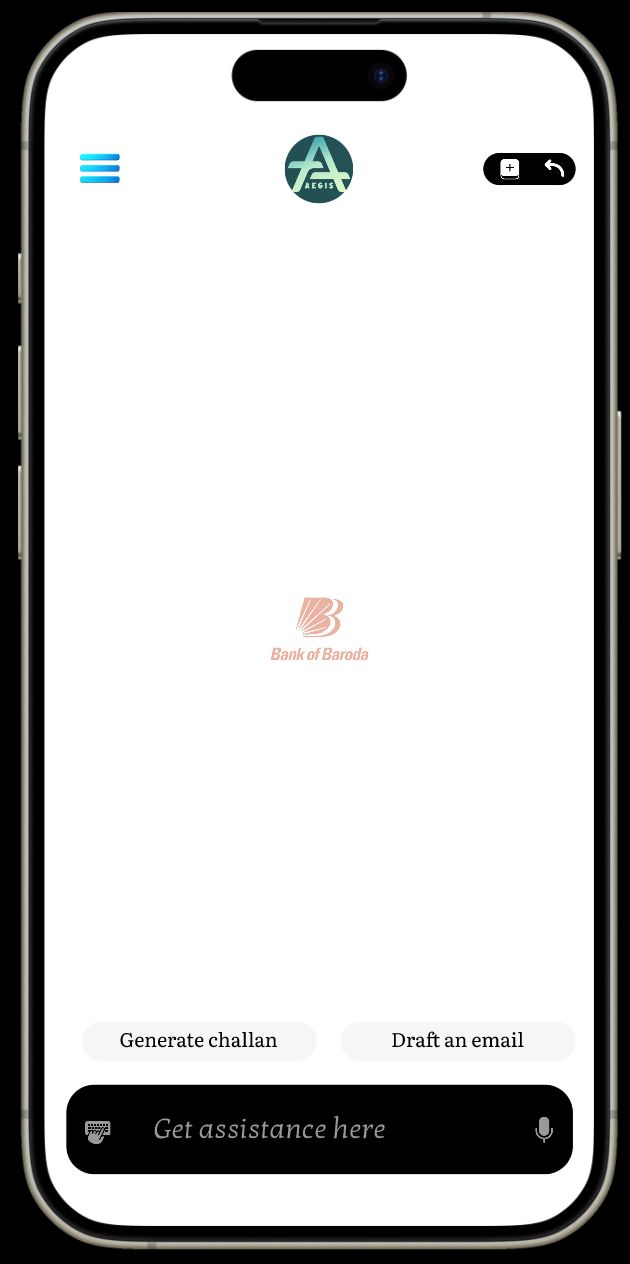 AEGIS
Bank of Baroda
Generate challan
Draft an email
Get assistance here